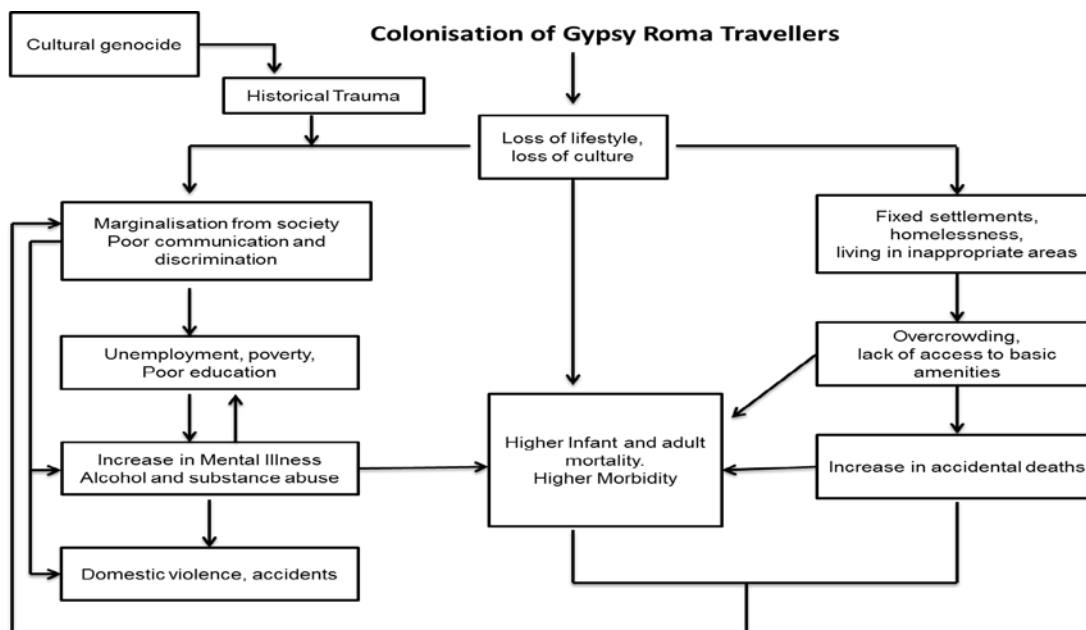 Colonisation of Gypsy Roma Travellers
Cultural genocide
Historical Trauma
Loss of lifestyle,
loss of culture
Marginalisation from society
Poor communication and
discrimination
Fixed settlements,
homelessness,
living in inappropriate areas
Unemployment, poverty,
Poor education
Overcrowding,
lack of access to basic
amenities
Increase in Mental Illness
Alcohol and substance abuse
Higher Infant and adult
mortality.
Higher Morbidity
Increase in accidental deaths
Domestic violence, accidents